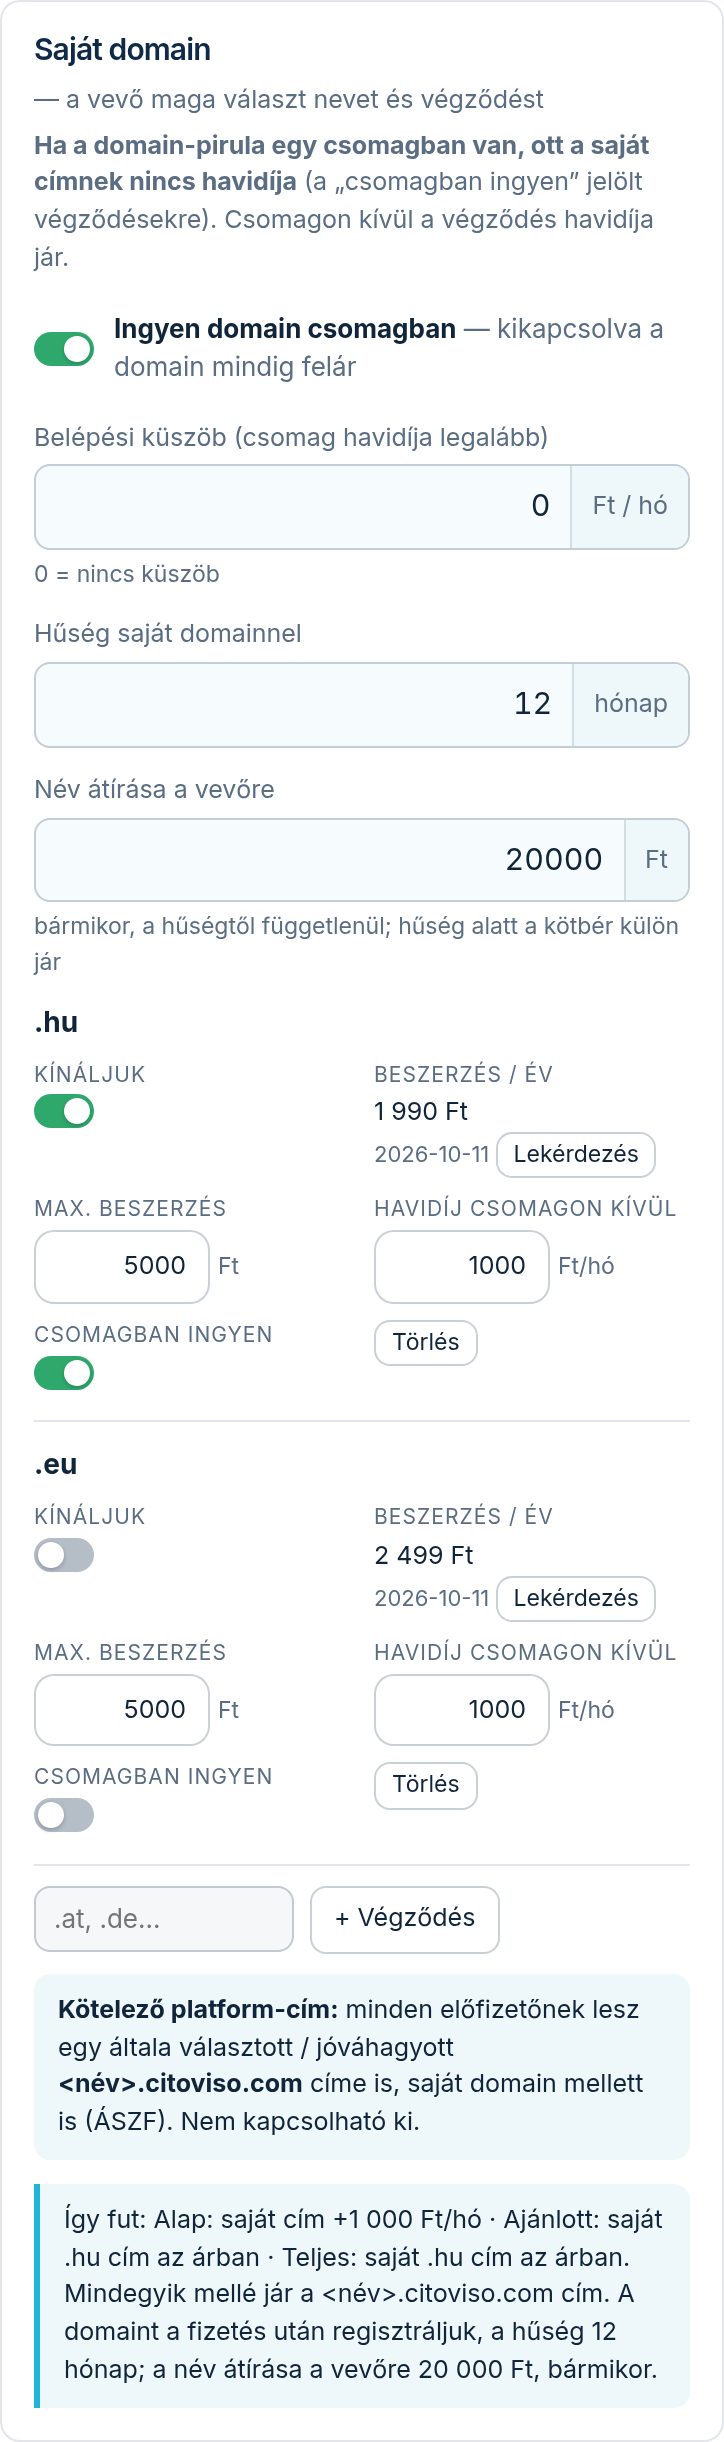 Saját domain
— a vevő maga választ nevet és végződést
Ha a domain-pirula egy csomagban van, ott a saját
címnek nincs havidíja (a „csomagban ingyen” jelölt
végződésekre). Csomagon kívül a végződés havidíja
jár.
Ingyen domain csomagban — kikapcsolva a
domain mindig felár
Belépési küszöb (csomag havidíja legalább)
0 Ft / hó
0 = nincs küszöb
Hűség saját domainnel
12 hónap
Név átírása a vevőre
20000 Ft
bármikor, a hűségtől függetlenül; hűség alatt a kötbér külön
jár
.hu
KÍNÁLJUK BESZERZÉS / ÉV
1 990 Ft
2026-10-11 Lekérdezés
MAX. BESZERZÉS HAVIDÍJ CSOMAGON KÍVÜL
5000 Ft 1000 Ft/hó
CSOMAGBAN INGYEN Törlés
.eu
KÍNÁLJUK BESZERZÉS / ÉV
2 499 Ft
2026-10-11 Lekérdezés
MAX. BESZERZÉS HAVIDÍJ CSOMAGON KÍVÜL
5000 Ft 1000 Ft/hó
CSOMAGBAN INGYEN Törlés
.at, .de... + Végződés
Kötelező platform-cím: minden előfizetőnek lesz
egy általa választott / jóváhagyott
<név>.citoviso.com címe is, saját domain mellett
is (ÁSZF). Nem kapcsolható ki.
Így fut: Alap: saját cím +1 000 Ft/hó · Ajánlott: saját
.hu cím az árban · Teljes: saját .hu cím az árban.
Mindegyik mellé jár a <név>.citoviso.com cím. A
domaint a fizetés után regisztráljuk, a hűség 12
hónap; a név átírása a vevőre 20 000 Ft, bármikor.